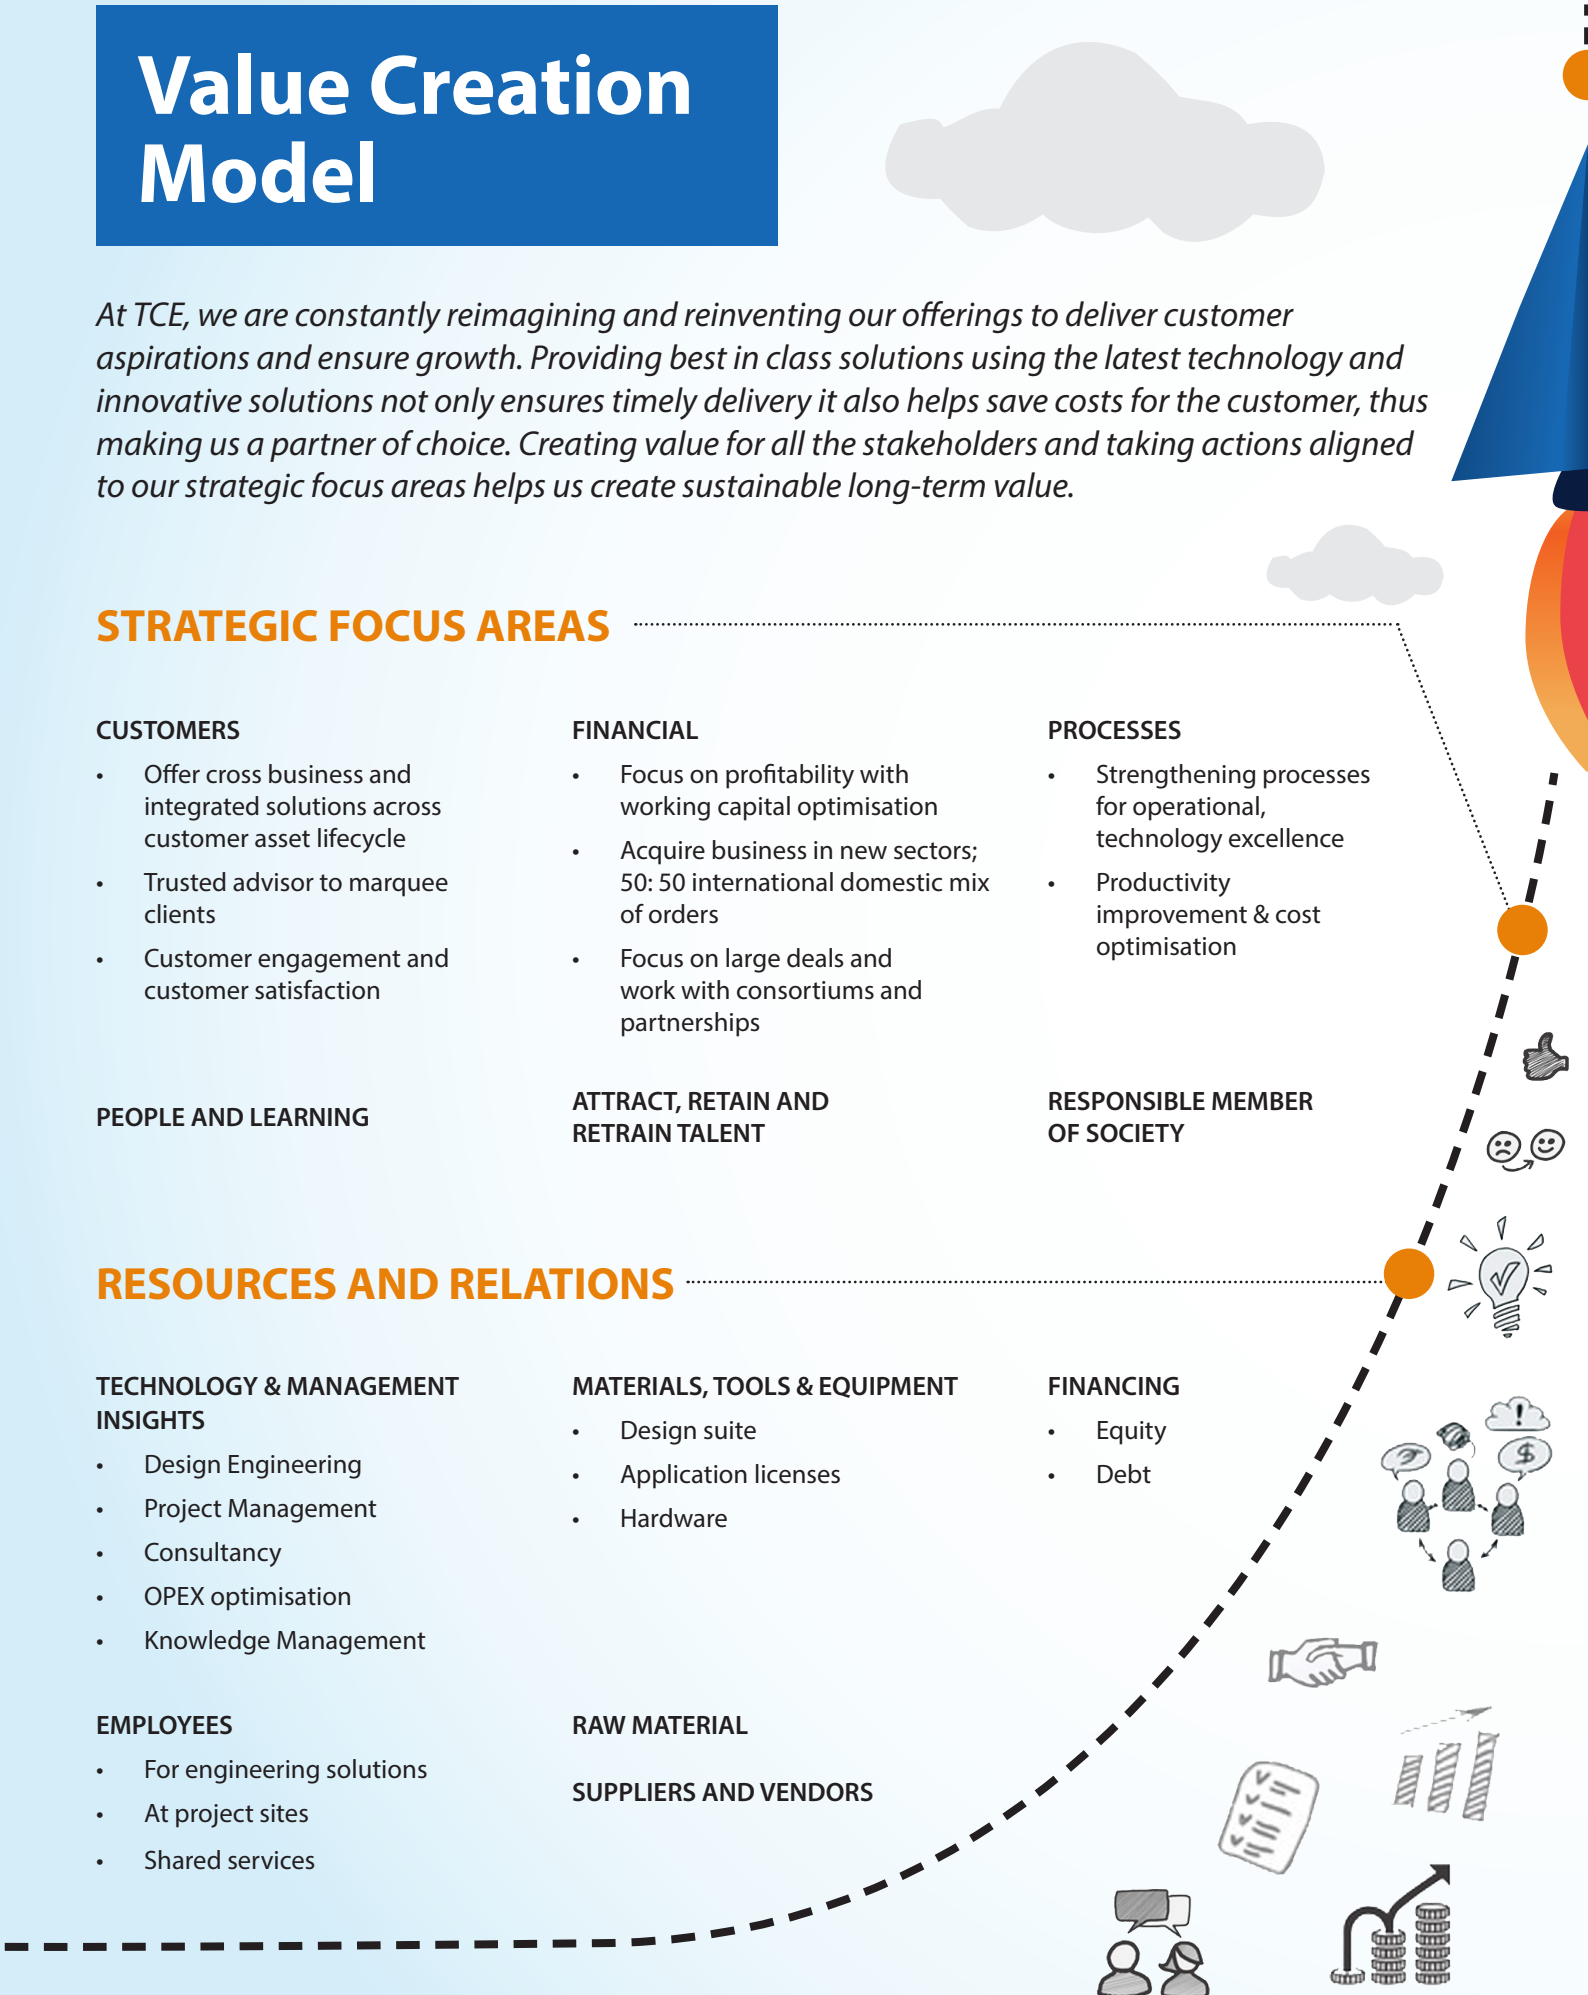 Value Creation
Model
At TCE, we are constantly reimagining and reinventing our offerings to deliver customer
aspirations and ensure growth. Providing best in class solutions using the latest technology and
innovative solutions not only ensures timely delivery it also helps save costs for the customer, thus
making us a partner of choice. Creating value for all the stakeholders and taking actions aligned
to our strategic focus areas helps us create sustainable long-term value.
STRATEGIC FOCUS AREAS
CUSTOMERS
• Offer cross business and
integrated solutions across
customer asset lifecycle
• Trusted advisor to marquee
clients
• Customer engagement and
customer satisfaction
FINANCIAL
• Focus on profitability with
working capital optimisation
• Acquire business in new sectors;
50: 50 international domestic mix
of orders
• Focus on large deals and
work with consortiums and
partnerships
PROCESSES
• Strengthening processes
for operational,
technology excellence
• Productivity
improvement & cost
optimisation
PEOPLE AND LEARNING
ATTRACT, RETAIN AND
RETRAIN TALENT
RESPONSIBLE MEMBER
OF SOCIETY
RESOURCES AND RELATIONS
TECHNOLOGY & MANAGEMENT
INSIGHTS
• Design Engineering
• Project Management
• Consultancy
• OPEX optimisation
• Knowledge Management
MATERIALS, TOOLS & EQUIPMENT
• Design suite
• Application licenses
• Hardware
FINANCING
• Equity
• Debt
! 
$
EMPLOYEES
• For engineering solutions
• At project sites
• Shared services
RAW MATERIAL
SUPPLIERS AND VENDORS